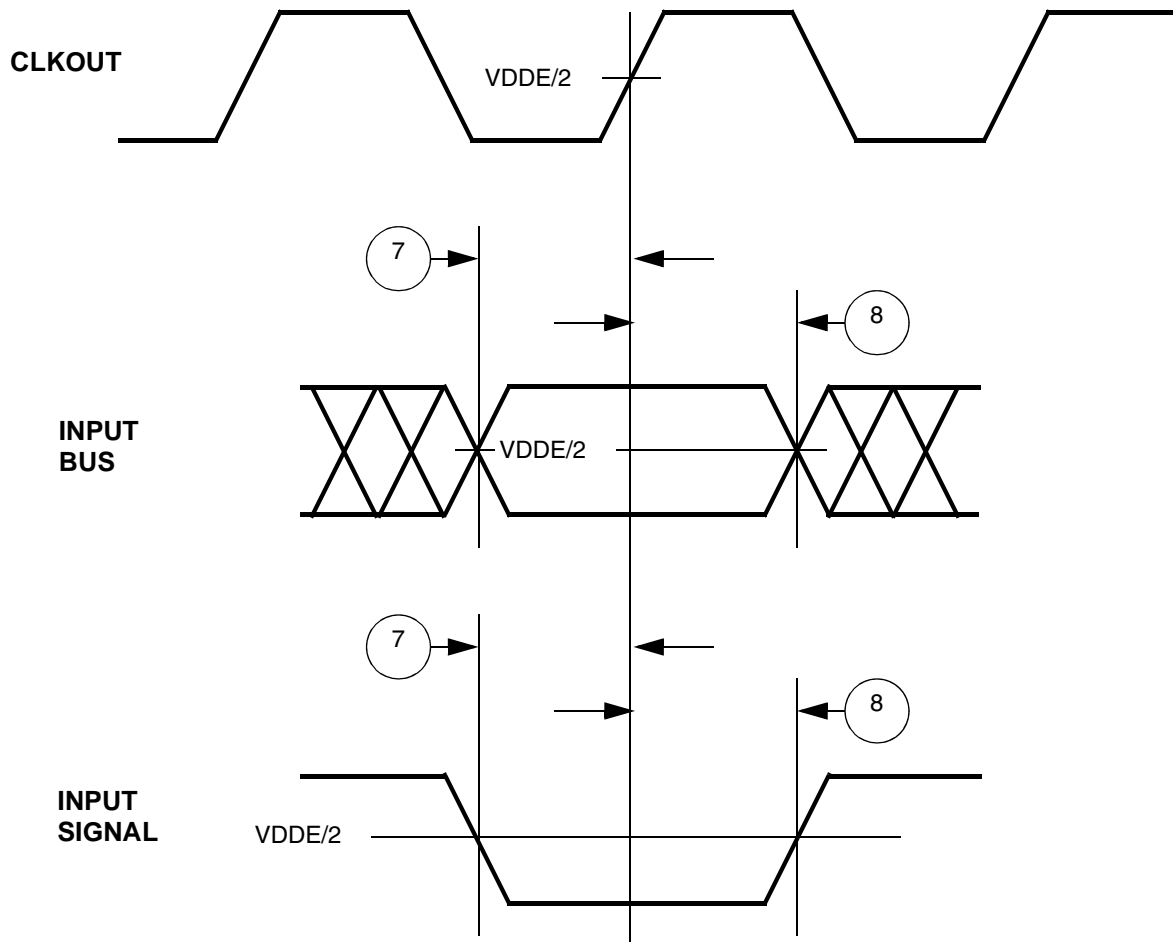 CLKOUT
VDDE/2
7
8
INPUT
BUS
VDDE/2
7
8
INPUT
SIGNAL
VDDE/2